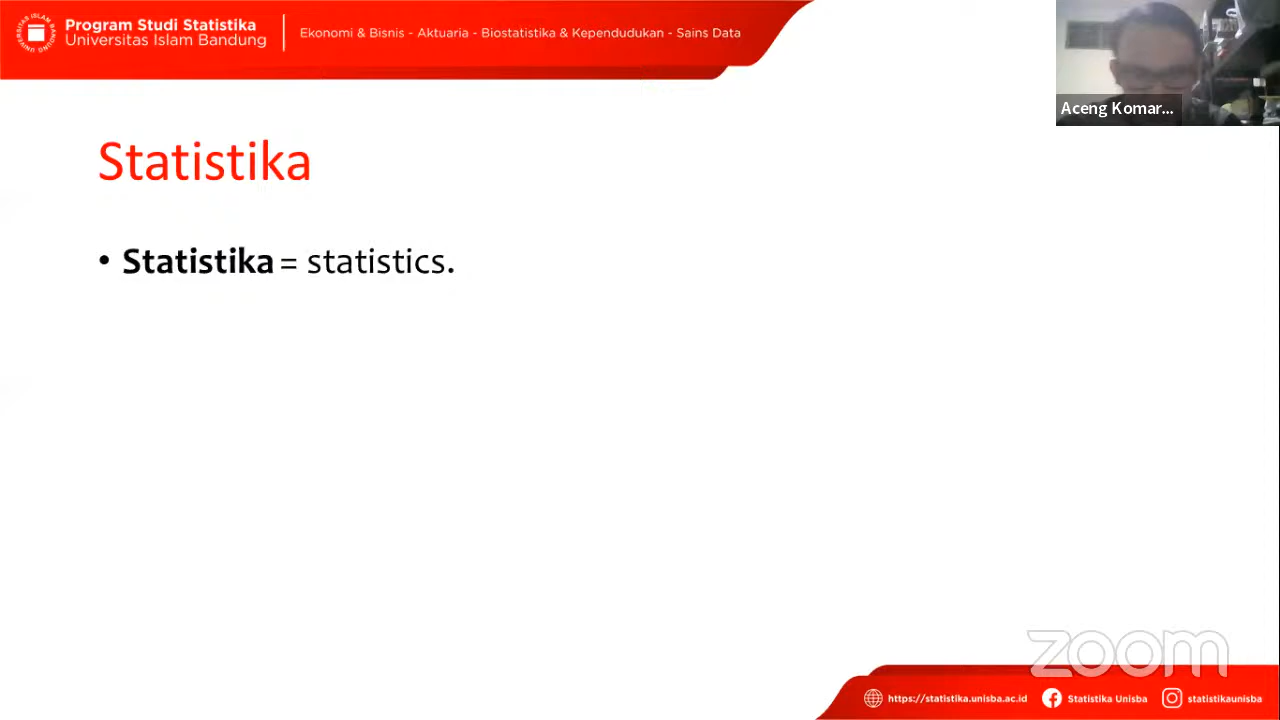 Program Studi Statistika
Universitas Islam Bandung
Ekonomi & Bisnis - Aktuaria - Biostatistika & Kependudukan - Sains Data
Aceng Komar...
Statistika
• Statistika = statistics.
zoom
https://statistika.unisba.ac.id
Statistika Unisba
statistikaunisba